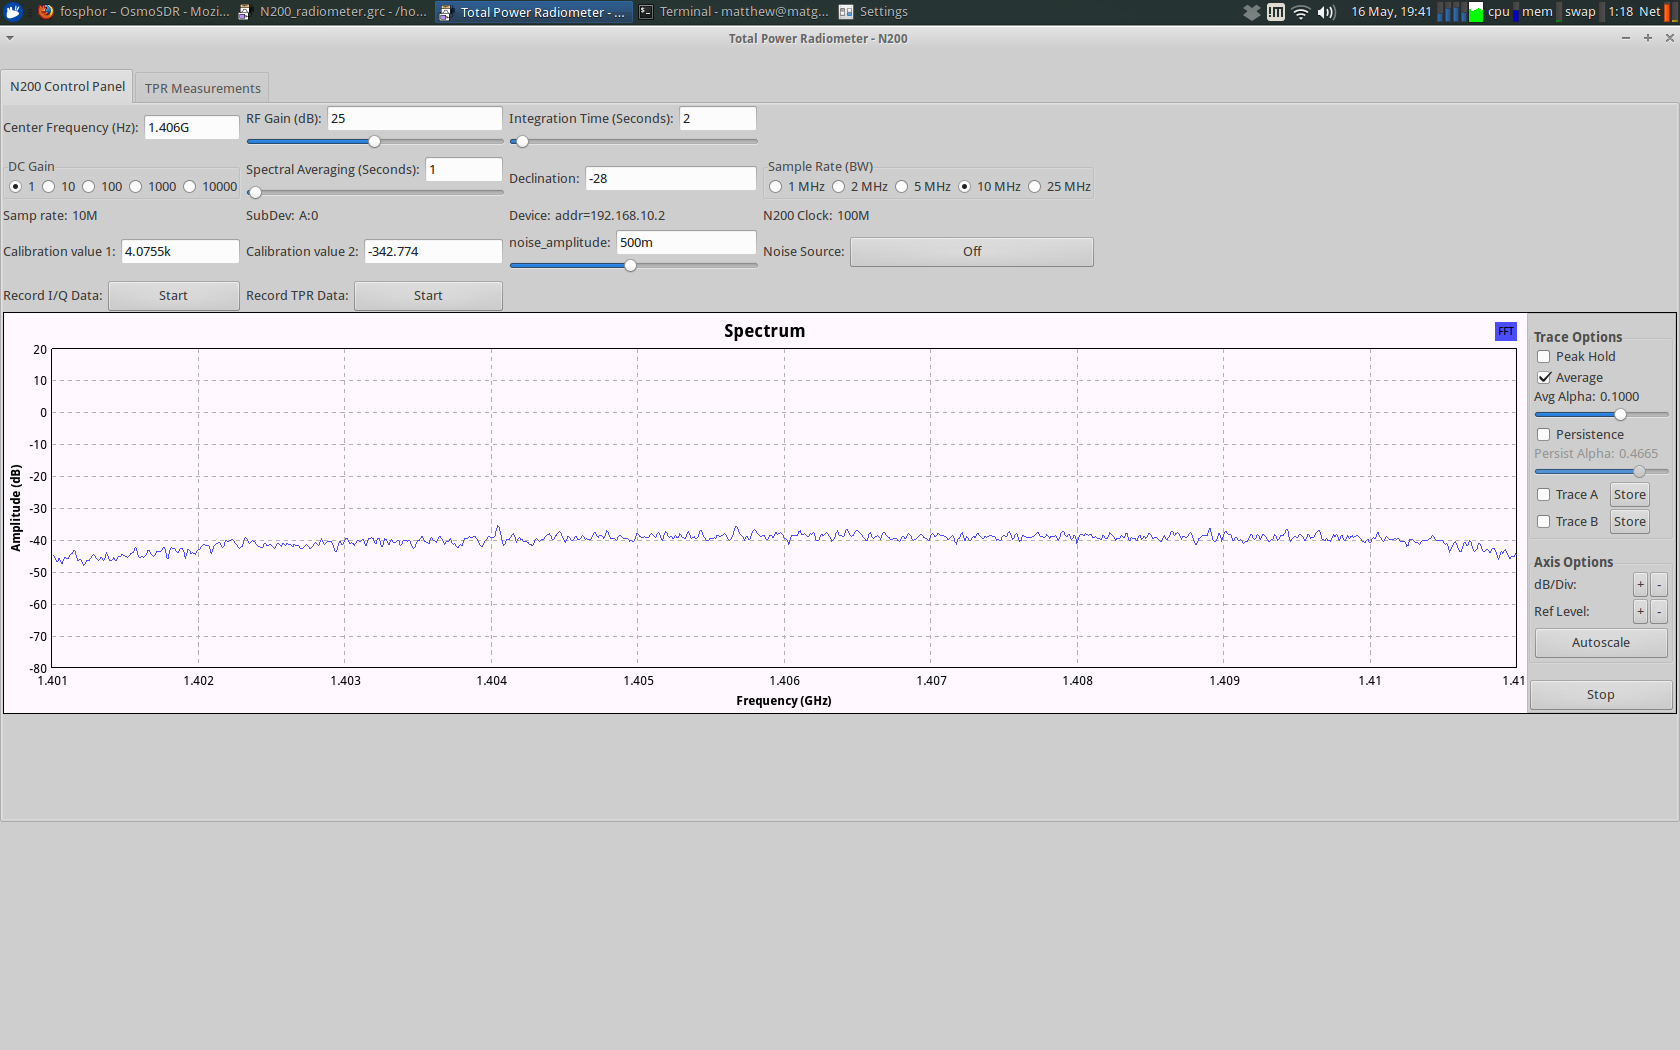 fosphor – OsmoSDR - Mozi... N200_radiometer.grc - /ho... Total Power Radiometer - ... Terminal - matthew@matg... Settings 16 May, 19:41 cpu mem swap 1:18 Net
Total Power Radiometer - N200
N200 Control Panel TPR Measurements
Center Frequency (Hz): 1.406G RF Gain (dB): 25 Integration Time (Seconds): 2
DC Gain Spectral Averaging (Seconds): 1 Declination: -28 Sample Rate (BW)
1 10 100 1000 10000 1 MHz 2 MHz 5 MHz 10 MHz 25 MHz
Samp rate: 10M SubDev: A:0 Device: addr=192.168.10.2 N200 Clock: 100M
Calibration value 1: 4.0755k Calibration value 2: -342.774 noise_amplitude: 500m Noise Source: Off
Record I/Q Data: Start Record TPR Data: Start
Spectrum
FFT
20
10
0
-10
-20
-30
-40
-50
-60
-70
-80
Amplitude (dB)
1.401 1.402 1.403 1.404 1.405 1.406 1.407 1.408 1.409 1.41 1.41
Frequency (GHz)
Trace Options
Peak Hold
Average
Avg Alpha: 0.1000
Persistence
Persist Alpha: 0.4665
Trace A Store
Trace B Store
Axis Options
dB/Div: + -
Ref Level: + -
Autoscale
Stop